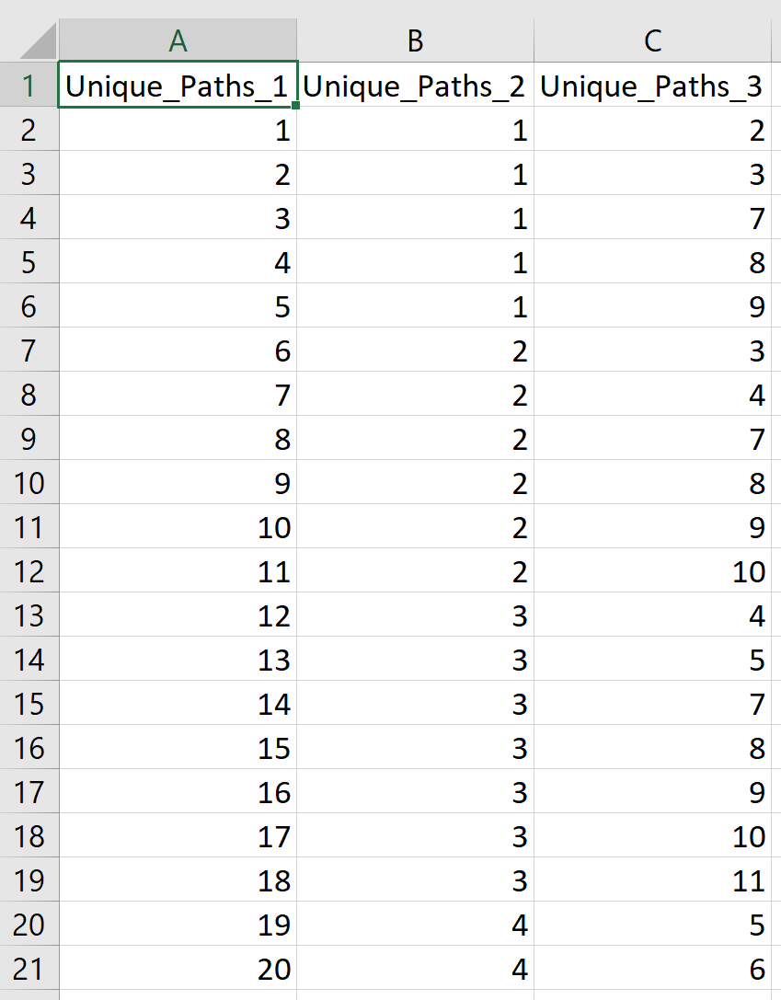 A B C
1 Unique_Paths_1 Unique_Paths_2 Unique_Paths_3
2 1 1 2
3 2 1 3
4 3 1 7
5 4 1 8
6 5 1 9
7 6 2 3
8 7 2 4
9 8 2 7
10 9 2 8
11 10 2 9
12 11 2 10
13 12 3 4
14 13 3 5
15 14 3 7
16 15 3 8
17 16 3 9
18 17 3 10
19 18 3 11
20 19 4 5
21 20 4 6